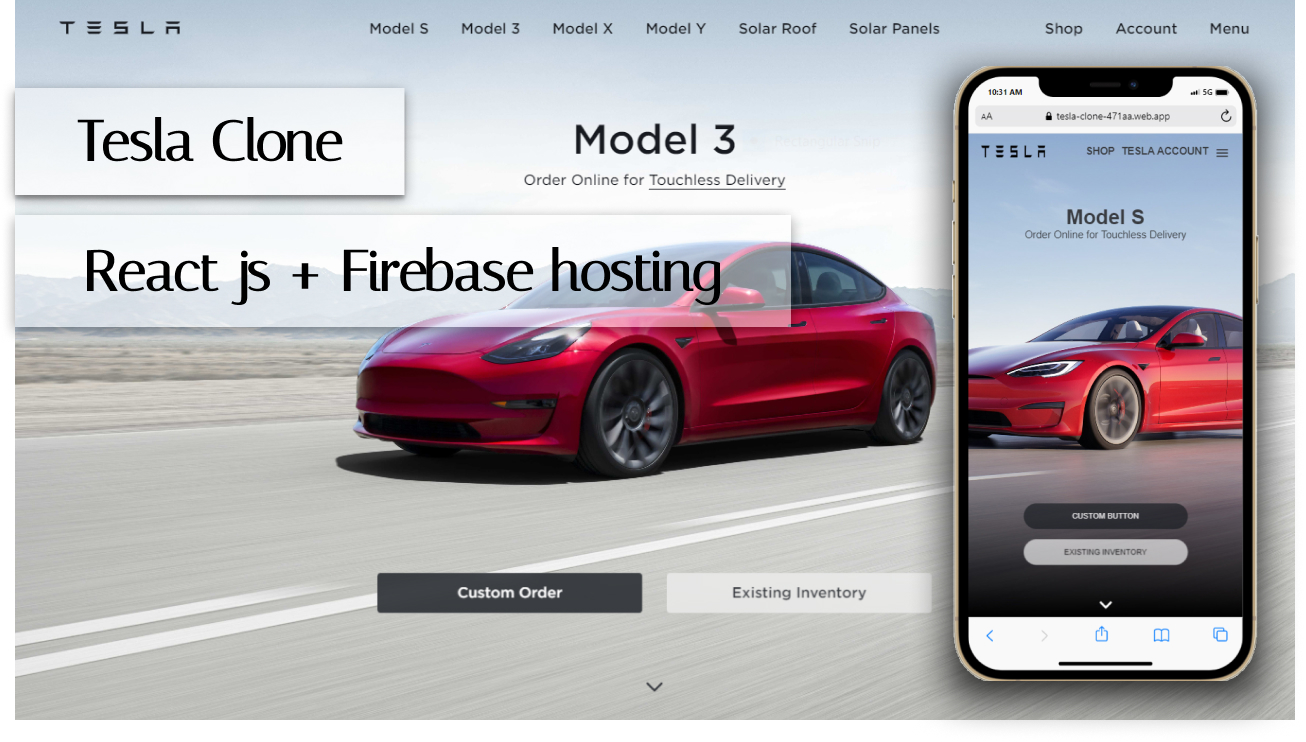 TESLA Model S Model 3 Model X Model Y Solar Roof Solar Panels Shop Account Menu
Tesla Clone
React js + Firebase hosting
Model 3
Order Online for Touchless Delivery
Custom Order Existing Inventory
10:31 AM 5G
AA tesla-clone-471aa.web.app
TESLA SHOP TESLA ACCOUNT
Model S
Order Online for Touchless Delivery
CUSTOM BUTTON
EXISTING INVENTORY